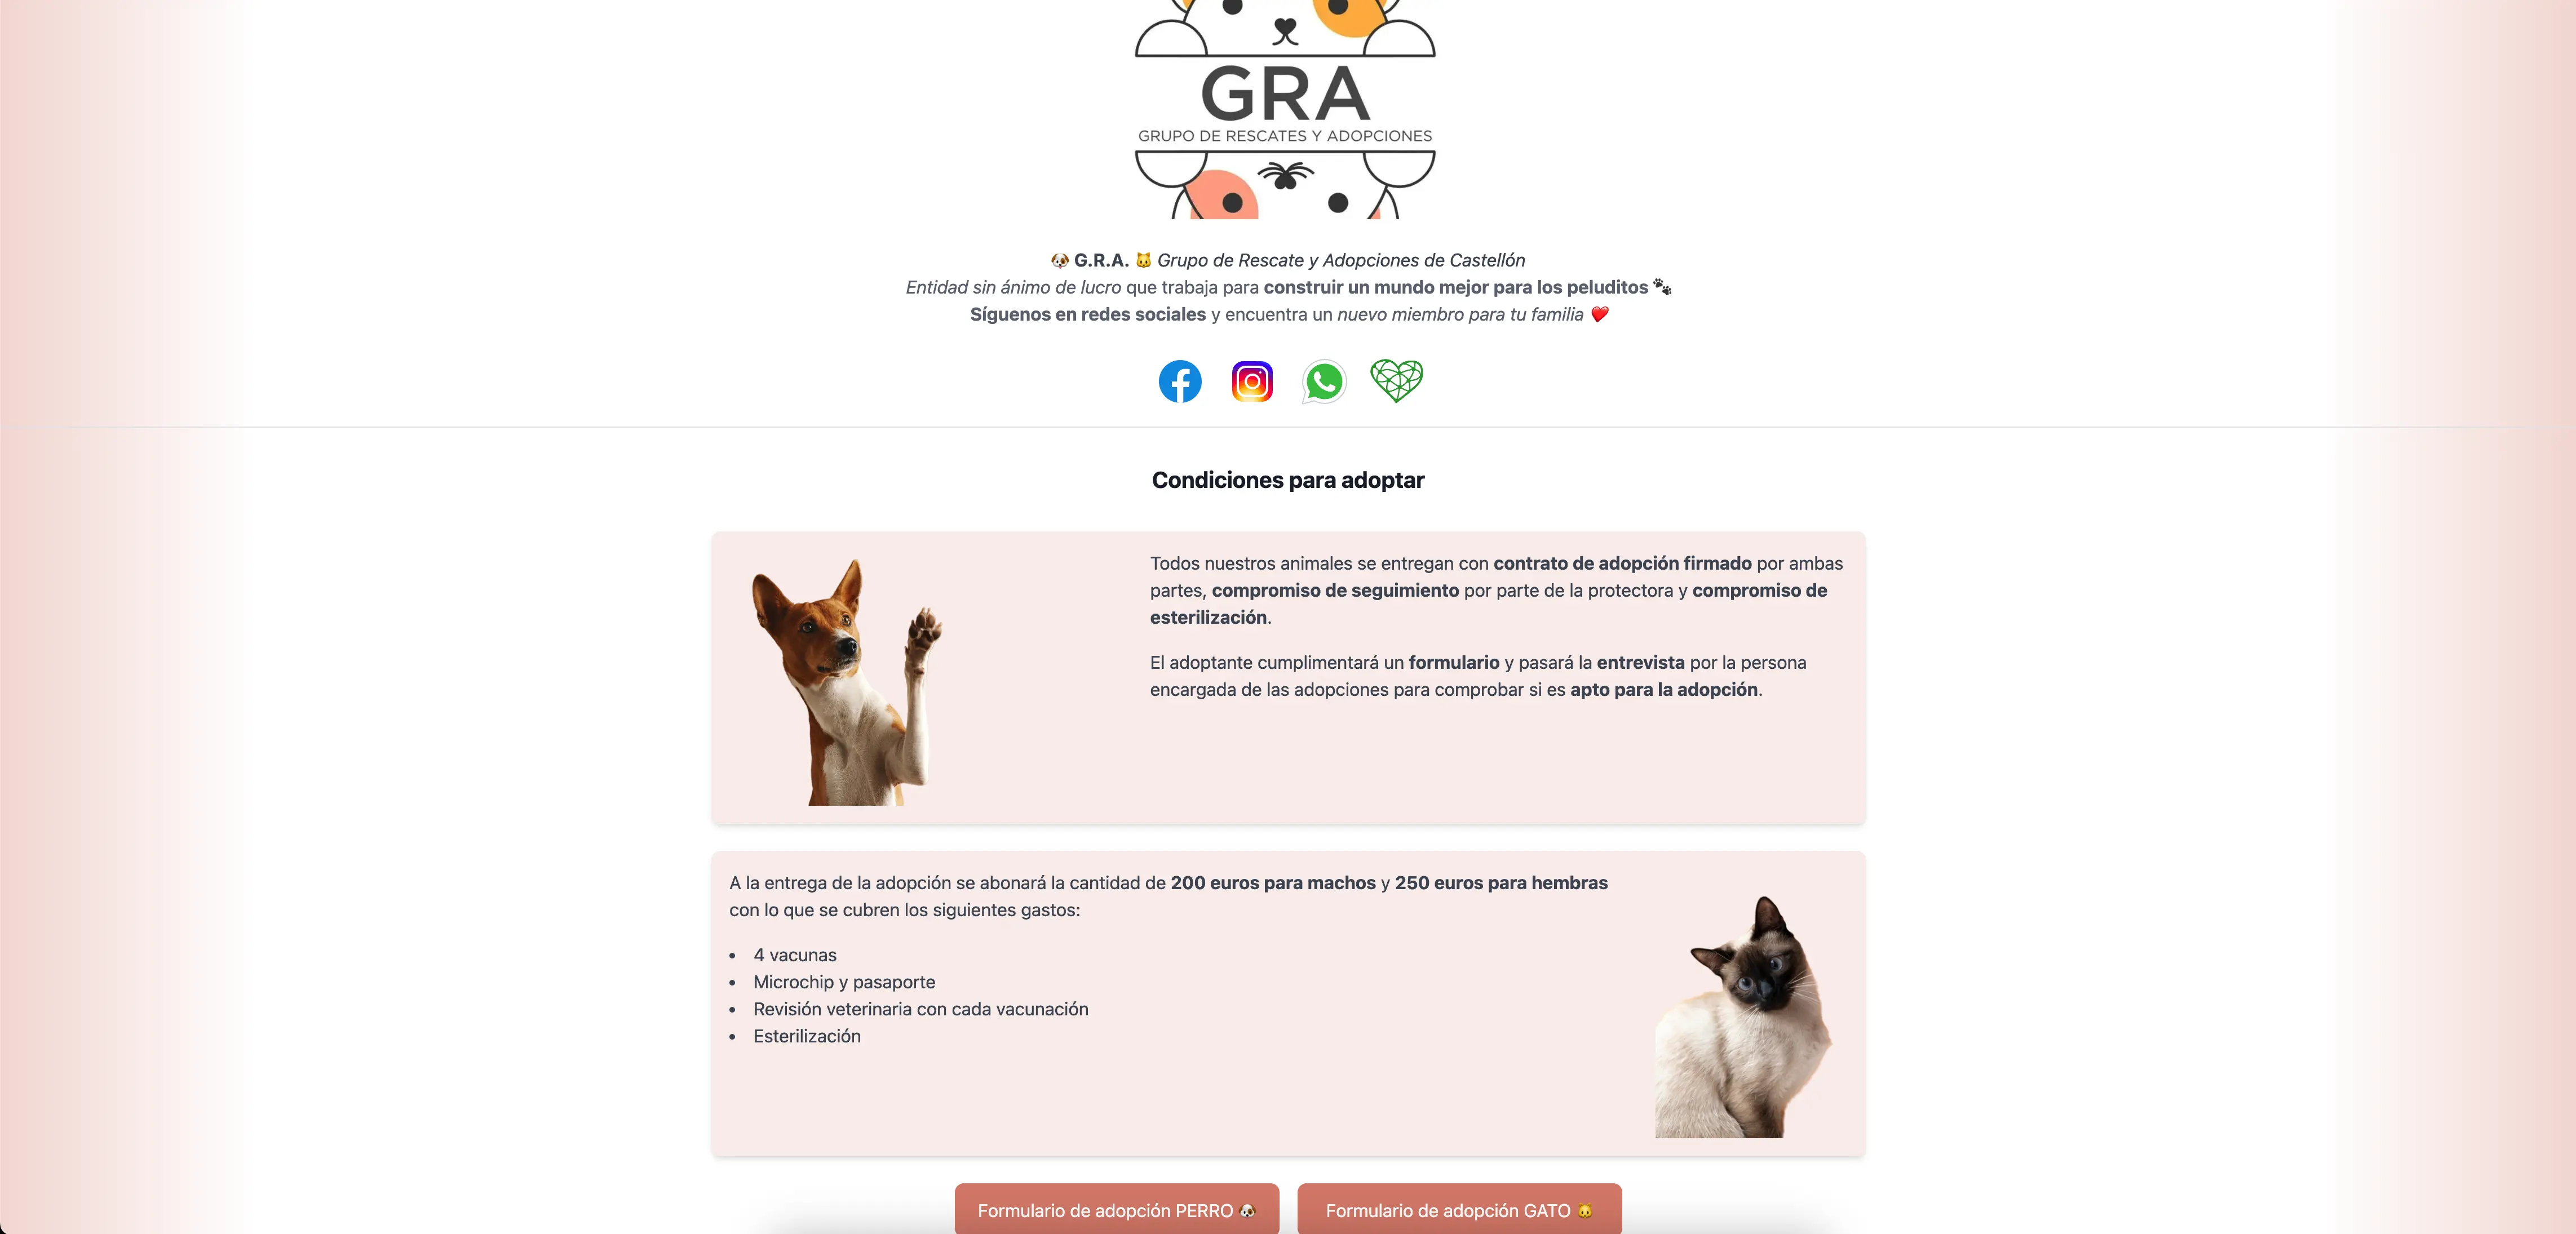 GRA
GRUPO DE RESCATES Y ADOPCIONES
🐶 G.R.A. 🐱 Grupo de Rescate y Adopciones de Castellón
Entidad sin ánimo de lucro que trabaja para construir un mundo mejor para los peluditos 🐾
Síguenos en redes sociales y encuentra un nuevo miembro para tu familia ❤️
Condiciones para adoptar
Todos nuestros animales se entregan con contrato de adopción firmado por ambas
partes, compromiso de seguimiento por parte de la protectora y compromiso de
esterilización.
El adoptante cumplimentará un formulario y pasará la entrevista por la persona
encargada de las adopciones para comprobar si es apto para la adopción.
A la entrega de la adopción se abonará la cantidad de 200 euros para machos y 250 euros para hembras
con lo que se cubren los siguientes gastos:
• 4 vacunas
• Microchip y pasaporte
• Revisión veterinaria con cada vacunación
• Esterilización
Formulario de adopción PERRO 🐶
Formulario de adopción GATO 🐱